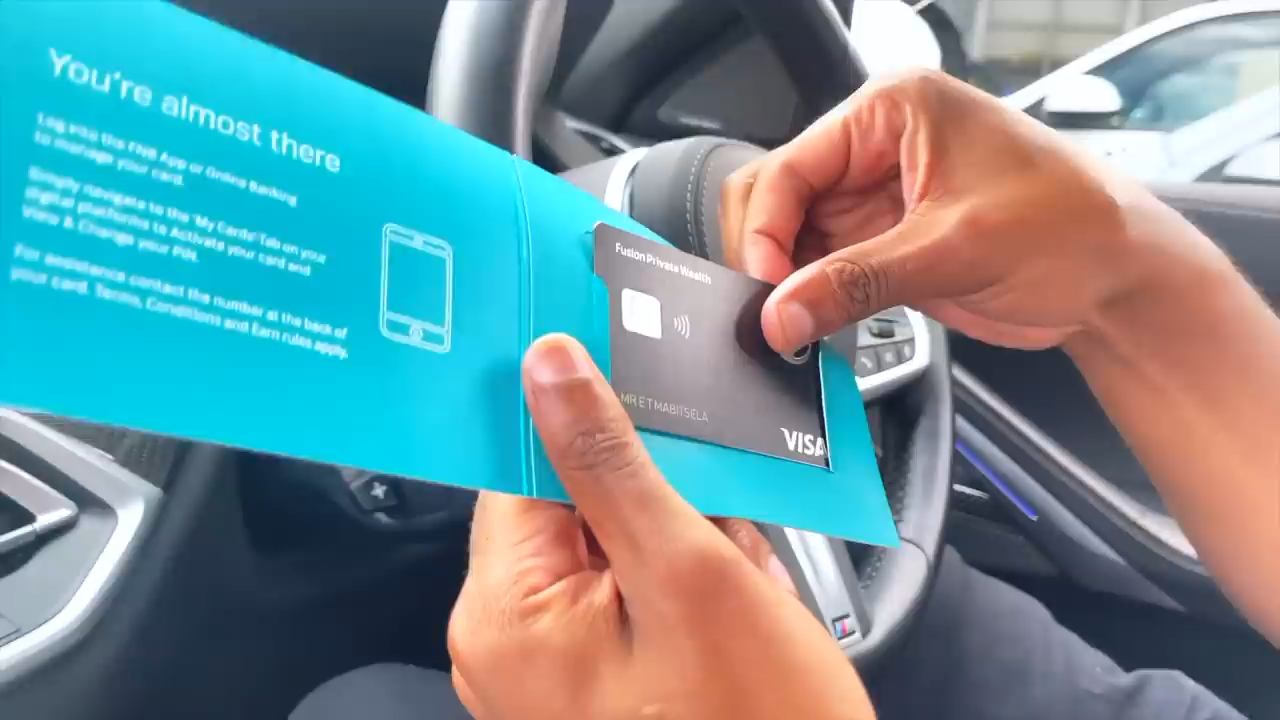 You're almost there
Log into the FNB App or Online Banking
to manage your card.
Simply navigate to the 'My Cards' Tab on your
digital platforms to Activate your card and
View & Change your PIN.
For assistance contact the number at the back of
your card. Terms, Conditions and Earn rules apply.
Fusion Private Wealth
MR E T MABITSELA
VISA